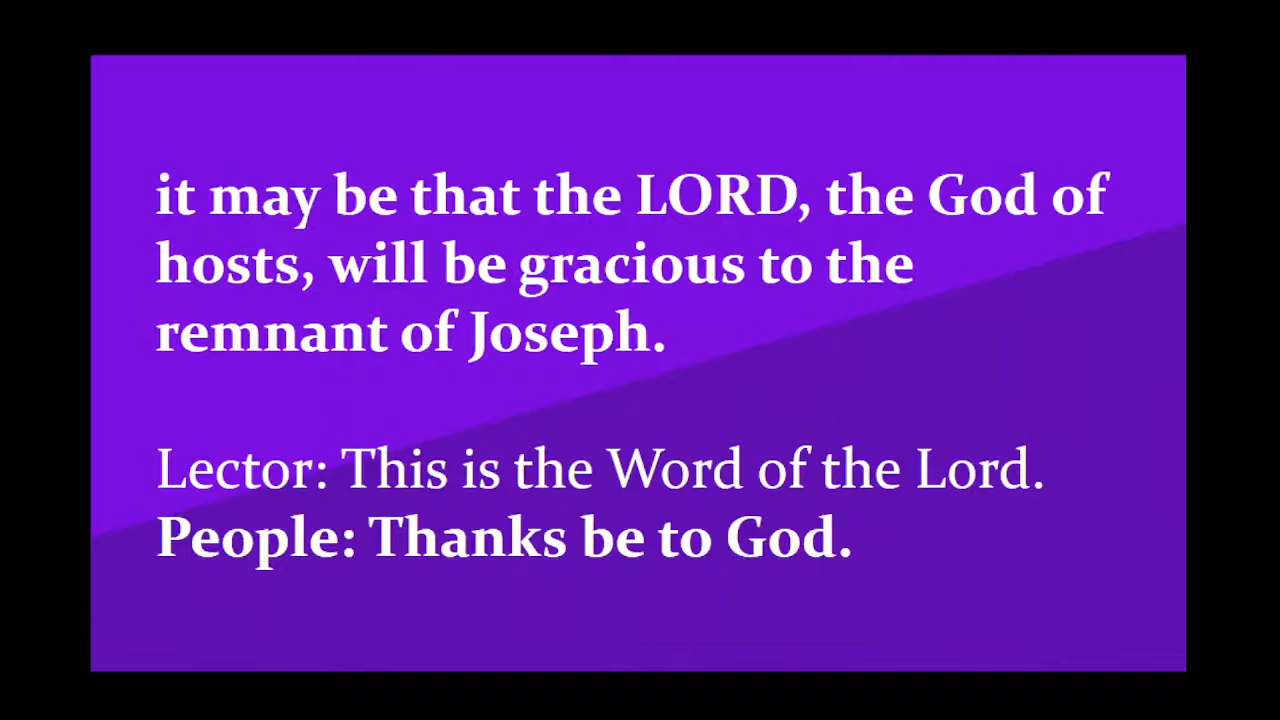 it may be that the LORD, the God of
hosts, will be gracious to the
remnant of Joseph.
Lector: This is the Word of the Lord.
People: Thanks be to God.